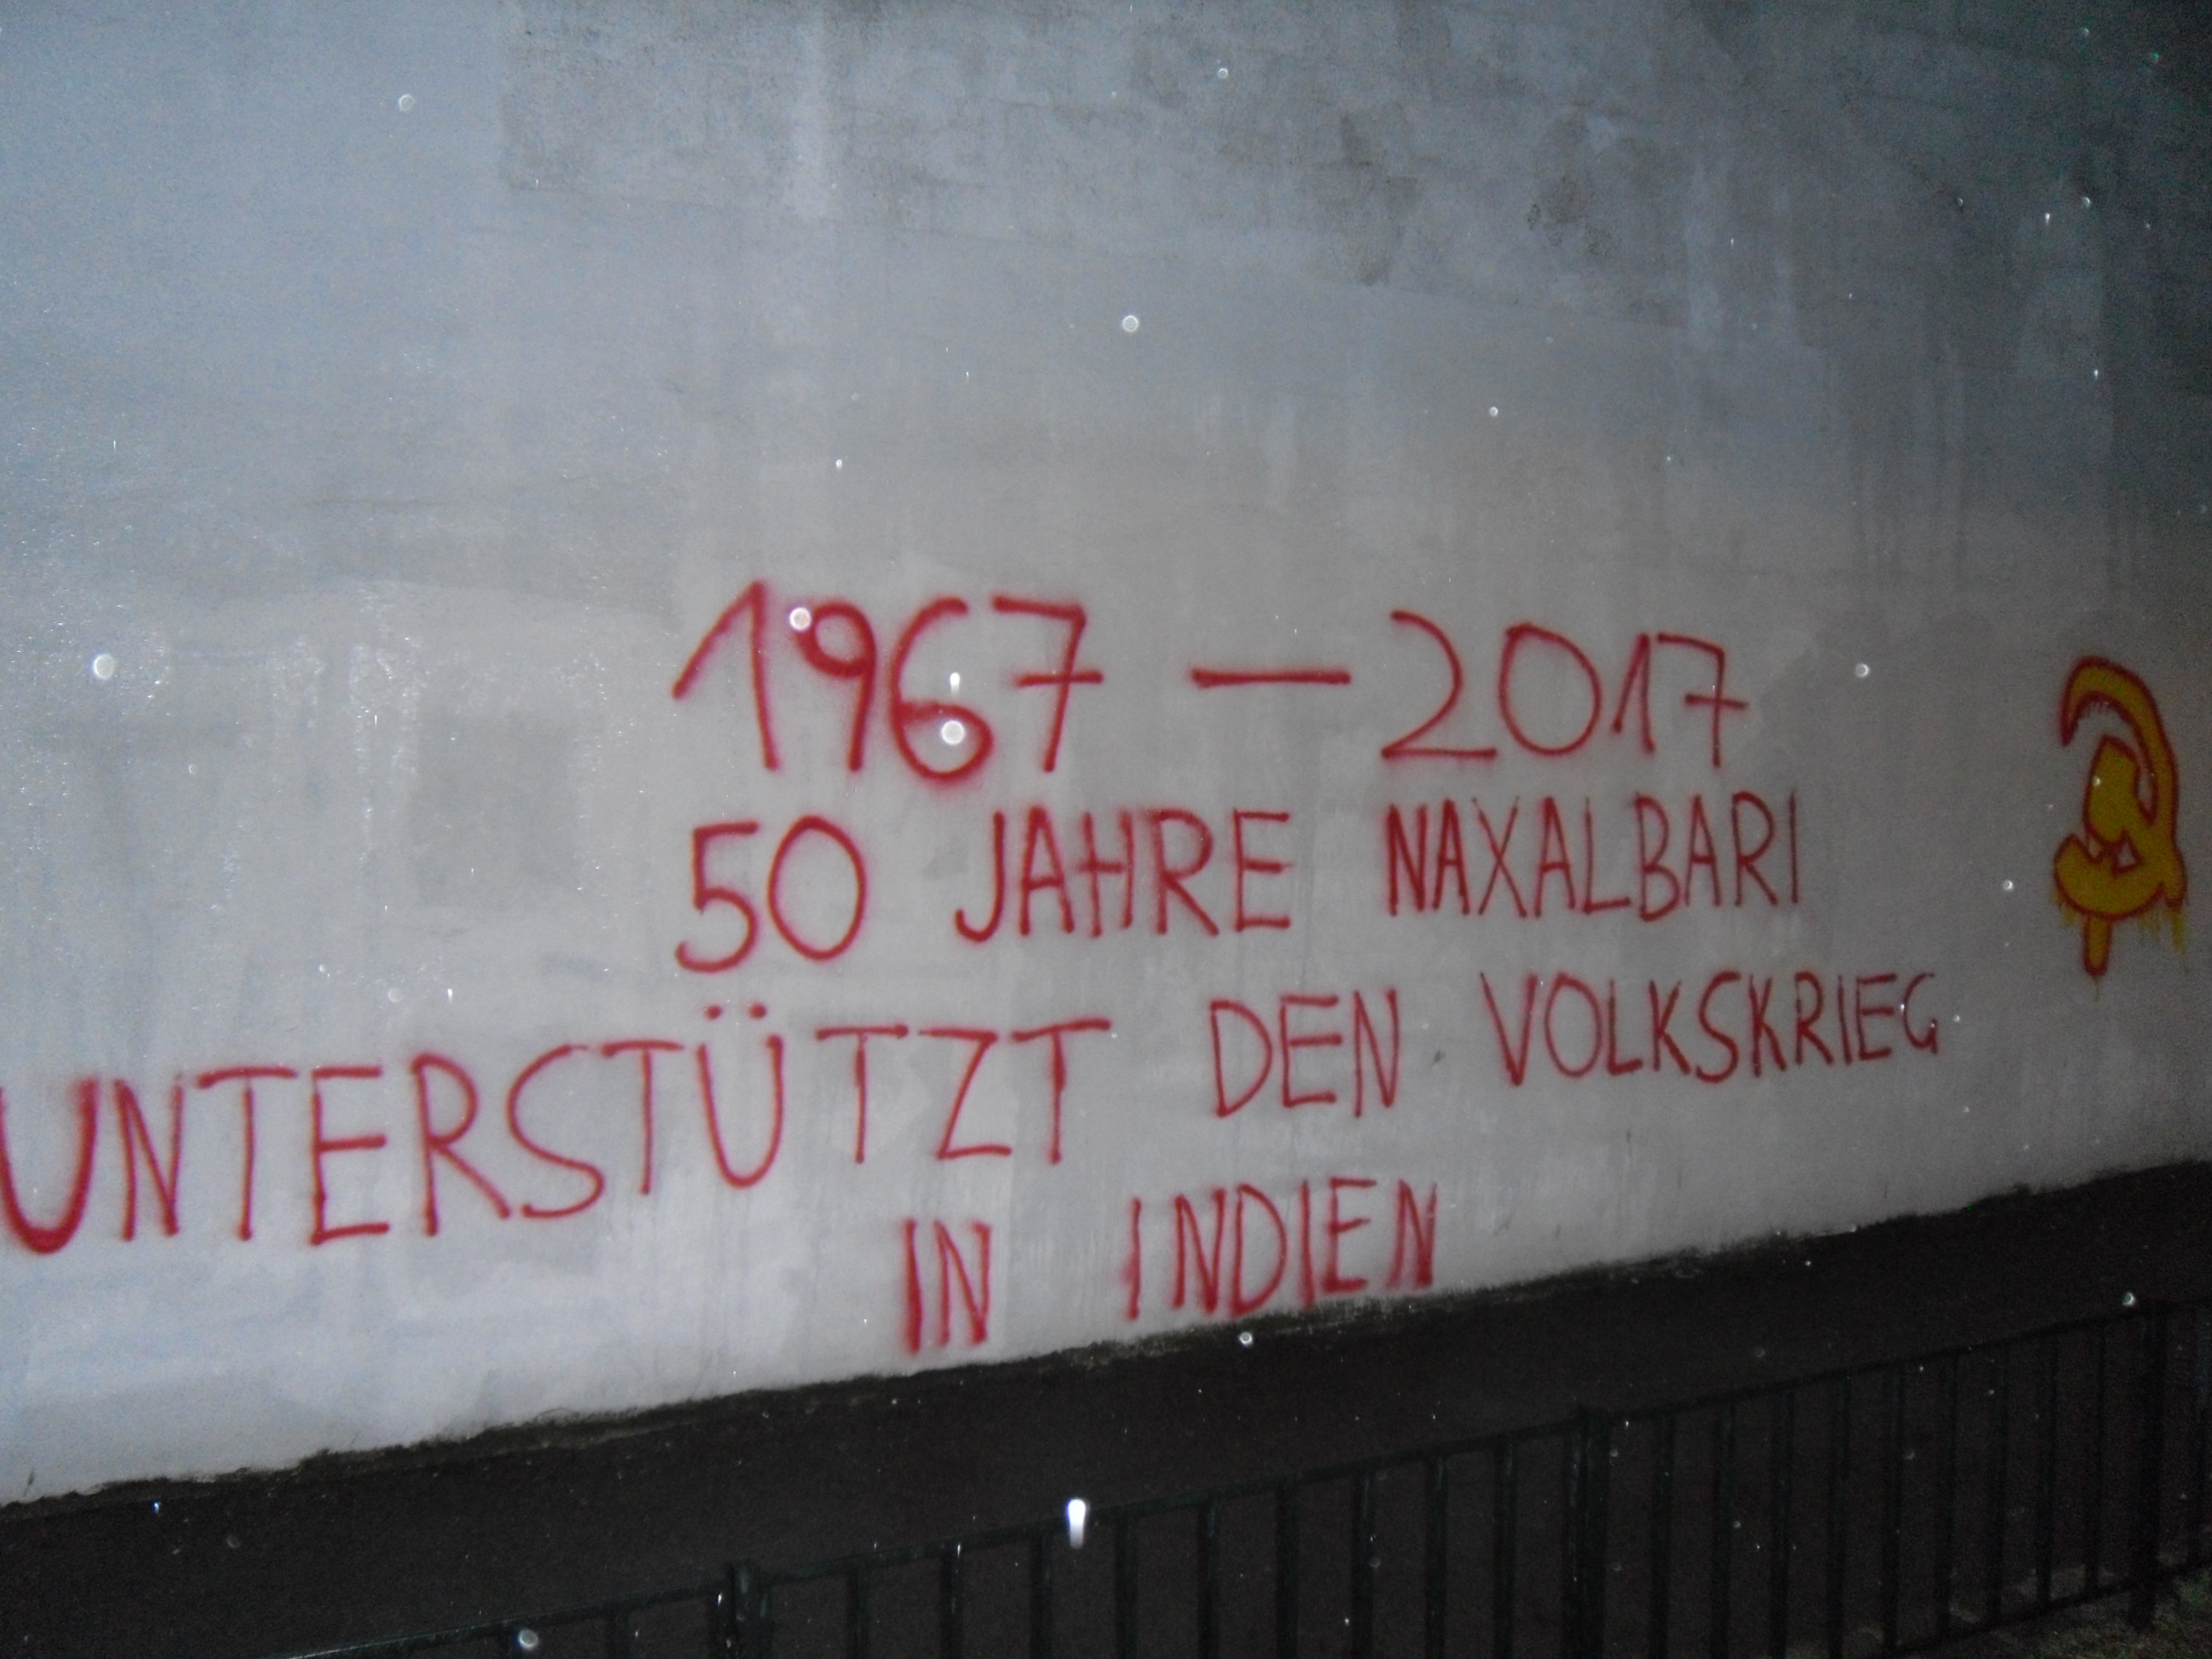 1967 — 2017
50 JAHRE NAXALBARI
UNTERSTÜTZT DEN VOLKSKRIEG
IN INDIEN